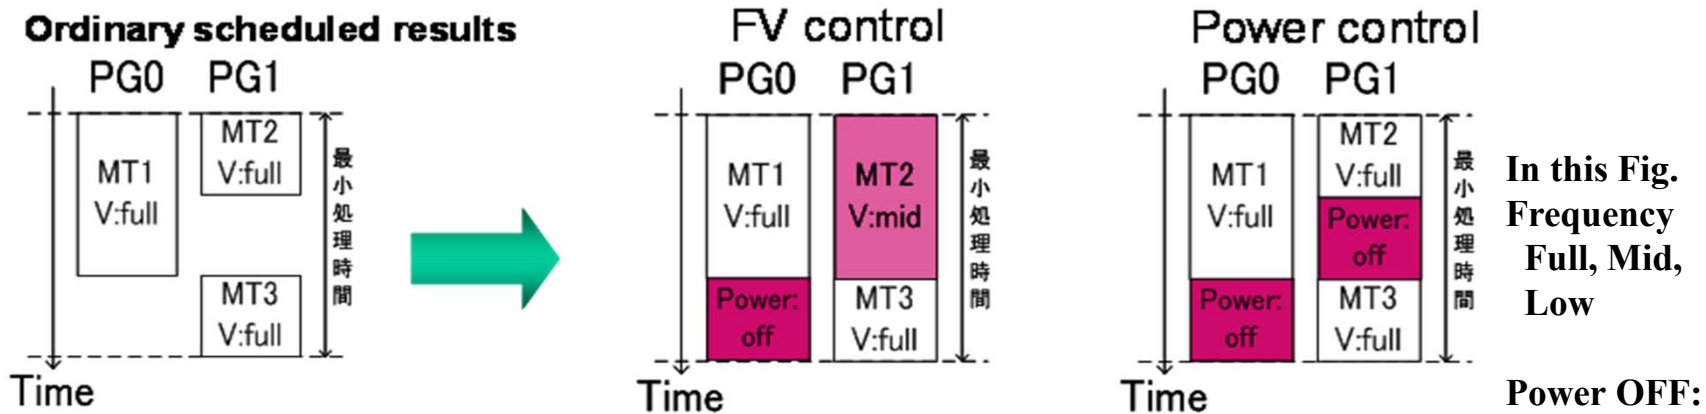 Ordinary scheduled results
PG0 PG1
MT1
V:full
MT2
V:full
MT3
V:full
最小処理時間
Time
FV control
PG0 PG1
MT1
V:full
Power:
off
MT2
V:mid
MT3
V:full
最小処理時間
Time
Power control
PG0 PG1
MT1
V:full
Power:
off
MT2
V:full
Power:
off
MT3
V:full
最小処理時間
Time
In this Fig.
Frequency
Full, Mid,
Low
Power OFF: